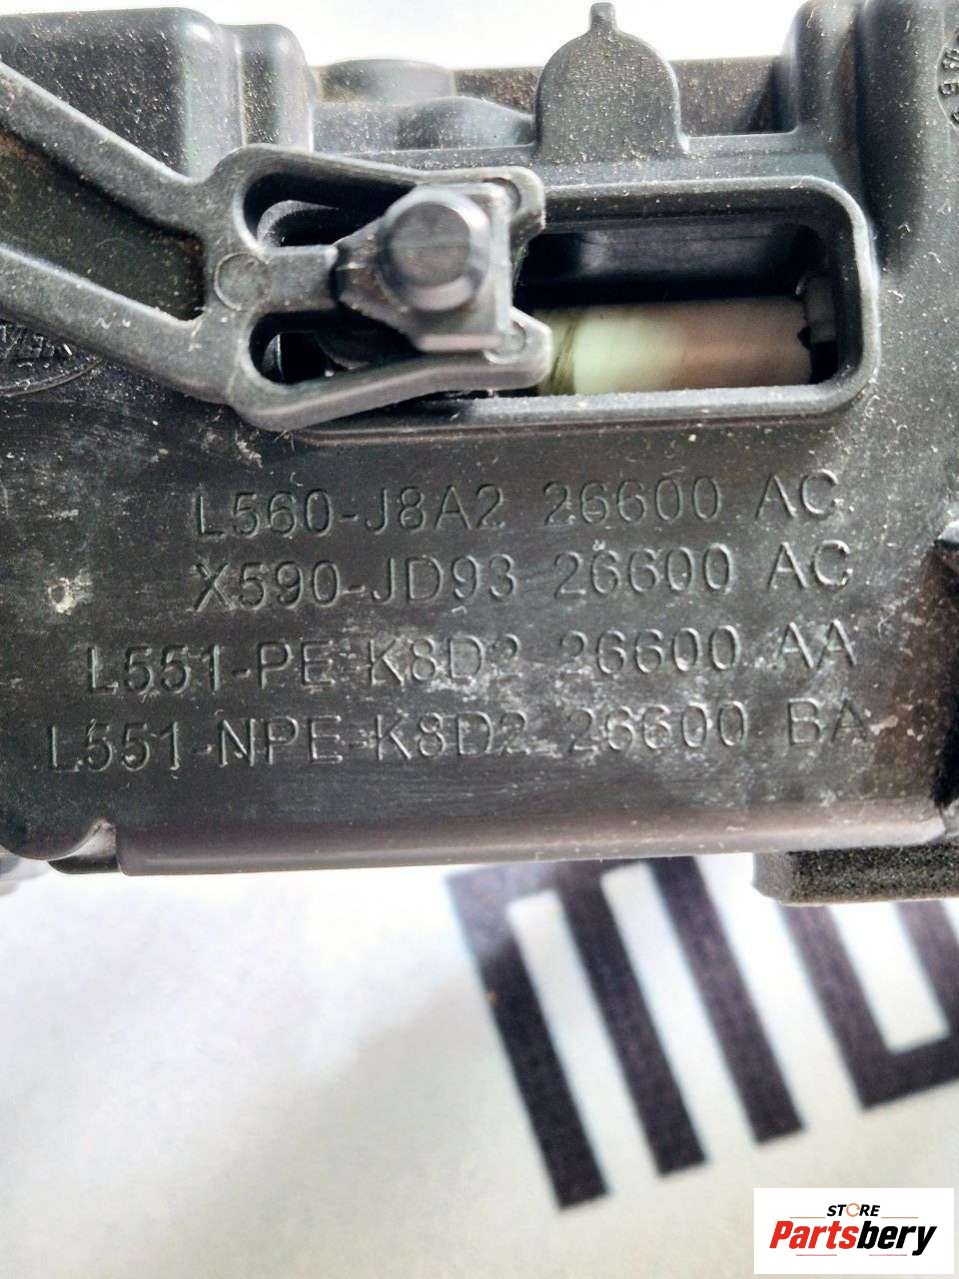 L560-J8A2 26600 AC
X590-JD93 26600 AC
L551-PE-K8D2 26600 AA
L551-NPE-K8D2 26600 BA
STORE
Partsbery